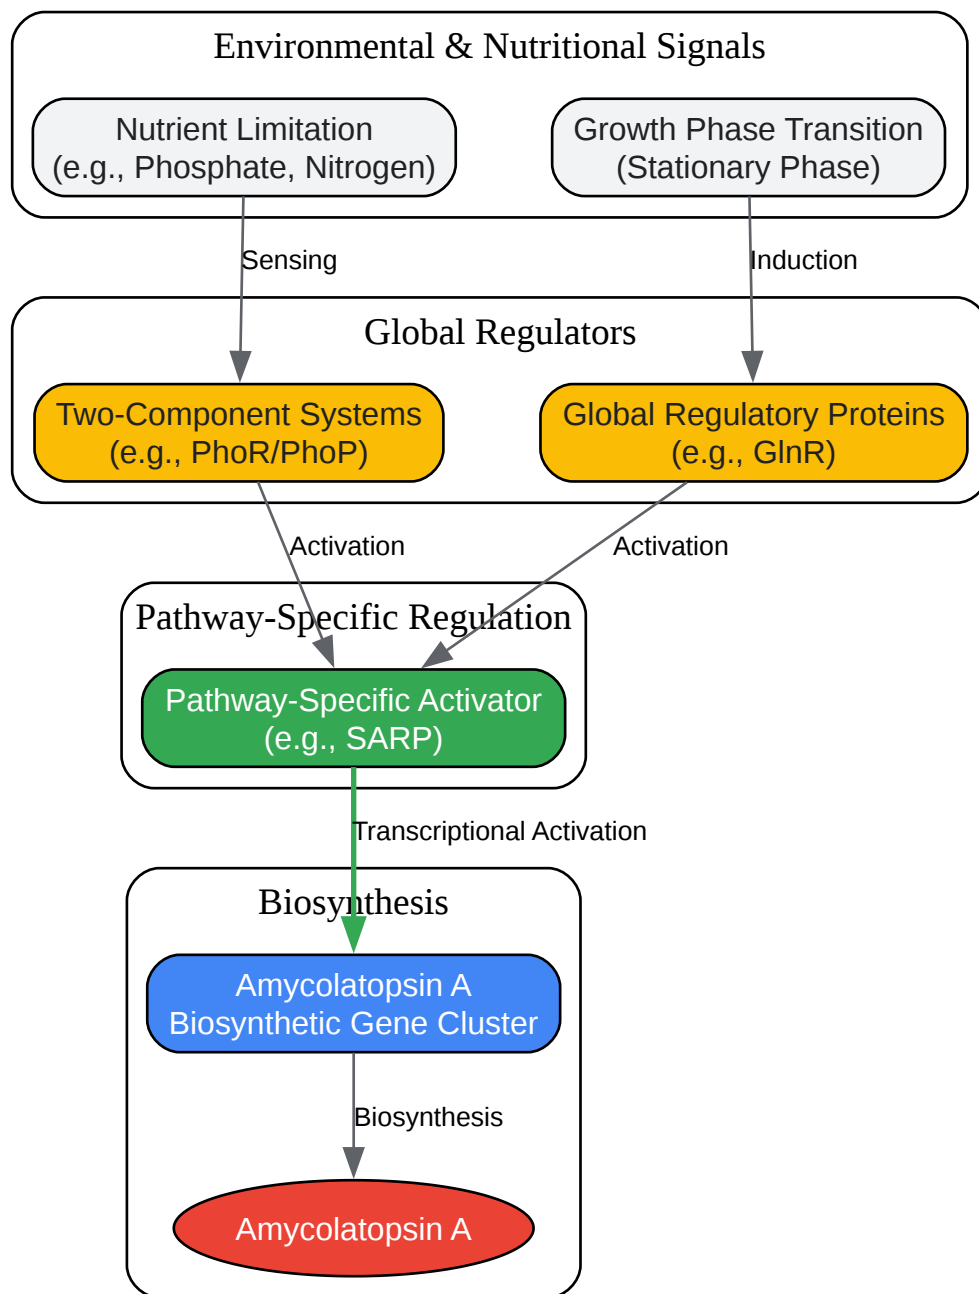 Environmental & Nutritional Signals
Nutrient Limitation
(e.g., Phosphate, Nitrogen)
Growth Phase Transition
(Stationary Phase)
Sensing
Induction
Global Regulators
Two-Component Systems
(e.g., PhoR/PhoP)
Global Regulatory Proteins
(e.g., GlnR)
Activation
Activation
Pathway-Specific Regulation
Pathway-Specific Activator
(e.g., SARP)
Transcriptional Activation
Biosynthesis
Amycolatopsin A
Biosynthetic Gene Cluster
Biosynthesis
Amycolatopsin A